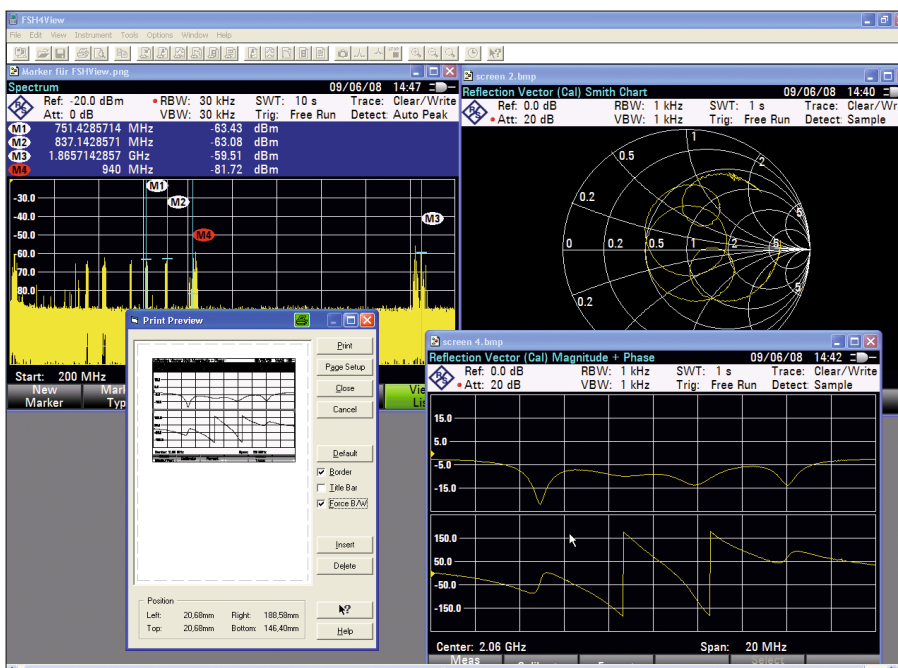 FSH4View
File Edit View Instrument Tools Options Window Help
Marker für FSHView.png
Spectrum 09/06/08 14:47
Ref: -20.0 dBm RBW: 30 kHz SWT: 10 s Trace: Clear/Write
Att: 0 dB VBW: 30 kHz Trig: Free Run Detect: Auto Peak
M1 751.4285714 MHz -63.43 dBm
M2 837.1428571 MHz -63.08 dBm
M3 1.8657142857 GHz -59.51 dBm
M4 940 MHz -81.72 dBm
M1
M2
M3
M4
-30.0
-40.0
-60.0
-70.0
80.0
Start: 200 MHz
New
Marker
screen 2.bmp
Reflection Vector (Cal) Smith Chart 09/06/08 14:40
Ref: 0.0 dB RBW: 1 kHz SWT: 1 s Trace: Clear/Wr
Att: 20 dB VBW: 1 kHz Trig: Free Run Detect: Sample
1
0.5 2
0.2 5
0 0.2 0.5 1 2 5
0.2 5
Print Preview
Print
Page Setup
Close
Cancel
Default
Border
Title Bar
Force B/W
Insert
Delete
Position
Left: 20,68mm Right: 188,58mm
Top: 20,68mm Bottom: 146,40mm
?
Help
screen 4.bmp
Reflection Vector (Cal) Magnitude + Phase 09/06/08 14:42
Ref: 0.0 dB RBW: 1 kHz SWT: 1 s Trace: Clear/Write
Att: 20 dB VBW: 1 kHz Trig: Free Run Detect: Sample
15.0
5.0
-5.0
-15.0
150.0
50.0
-50.0
-150.0
Center: 2.06 GHz Span: 20 MHz
Meas Select